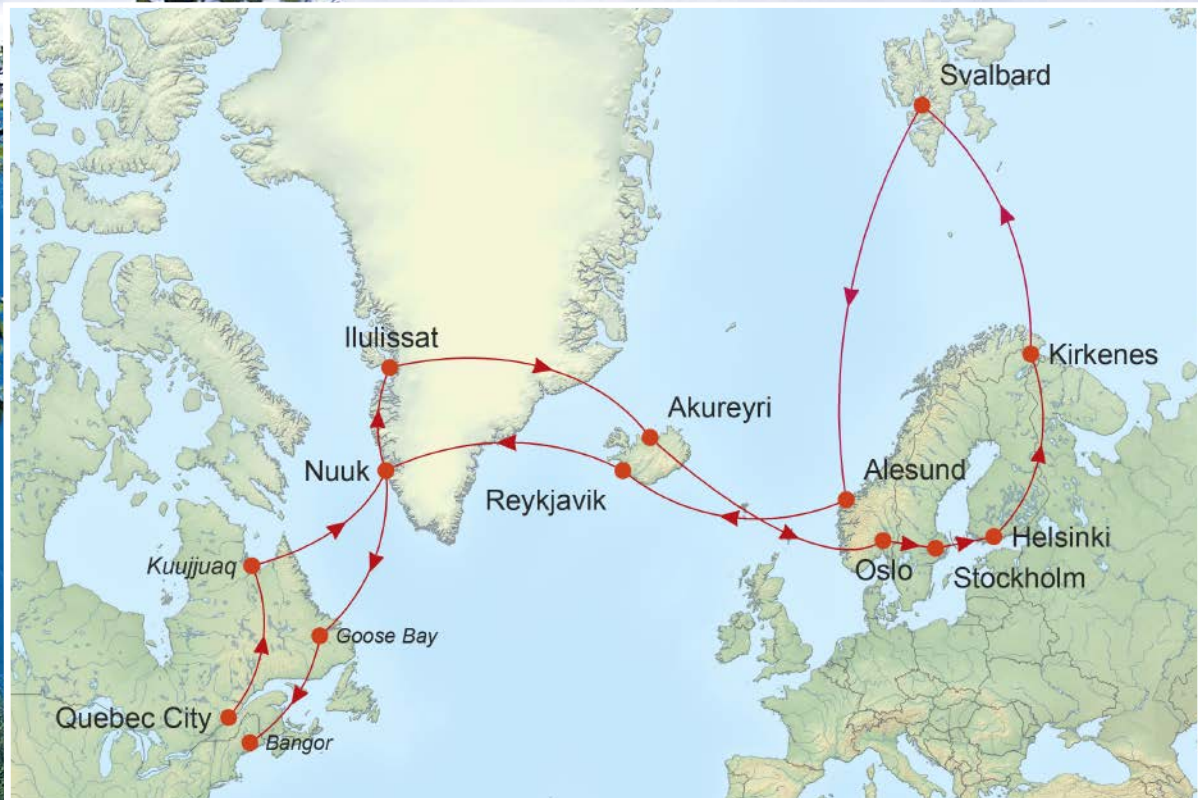 Svalbard
Ilulissat
Kirkenes
Akureyri
Nuuk
Alesund
Reykjavik
Helsinki
Kuujjuaq
Oslo
Stockholm
Goose Bay
Quebec City
Bangor